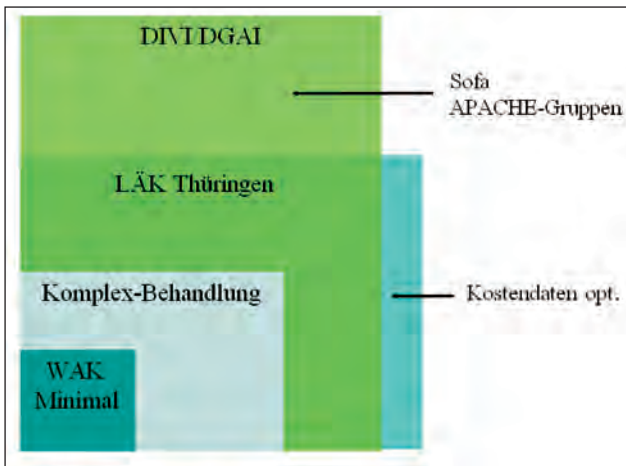 DIVI/DGAI
Sofa
APACHE-Gruppen
LÄK Thüringen
Komplex-Behandlung
Kostendaten opt.
WAK
Minimal